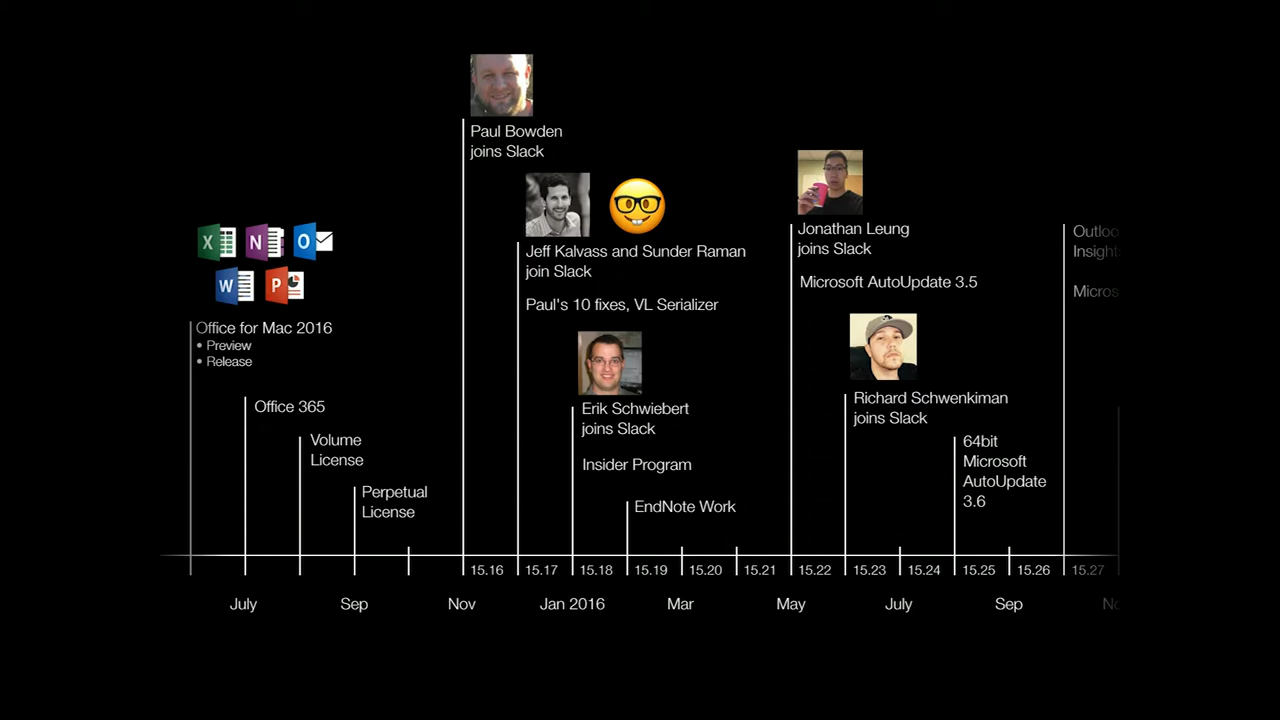 Paul Bowden
joins Slack
Jeff Kalvass and Sunder Raman
join Slack
Paul's 10 fixes, VL Serializer
Jonathan Leung
joins Slack
Microsoft AutoUpdate 3.5
X N O
W P
Office for Mac 2016
• Preview
• Release
Office 365
Volume
License
Perpetual
License
Erik Schwiebert
joins Slack
Insider Program
EndNote Work
Richard Schwenkiman
joins Slack
64bit
Microsoft
AutoUpdate
3.6
Outloo
Insight
Micros
15.16 15.17 15.18 15.19 15.20 15.21 15.22 15.23 15.24 15.25 15.26 15.27
July Sep Nov Jan 2016 Mar May July Sep No